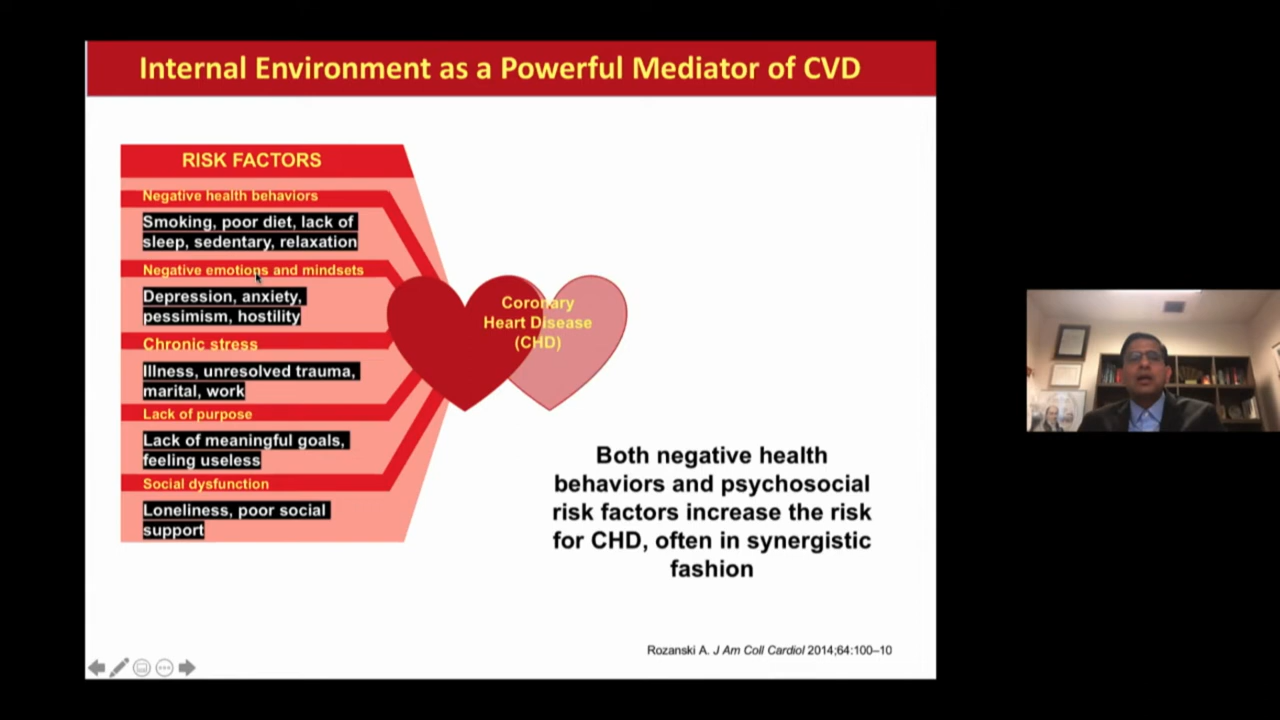 Internal Environment as a Powerful Mediator of CVD
RISK FACTORS
Negative health behaviors
Smoking, poor diet, lack of
sleep, sedentary, relaxation
Negative emotions and mindsets
Depression, anxiety,
pessimism, hostility
Chronic stress
Illness, unresolved trauma,
marital, work
Lack of purpose
Lack of meaningful goals,
feeling useless
Social dysfunction
Loneliness, poor social
support
Coronary
Heart Disease
(CHD)
Both negative health
behaviors and psychosocial
risk factors increase the risk
for CHD, often in synergistic
fashion
Rozanski A. J Am Coll Cardiol 2014;64:100–10